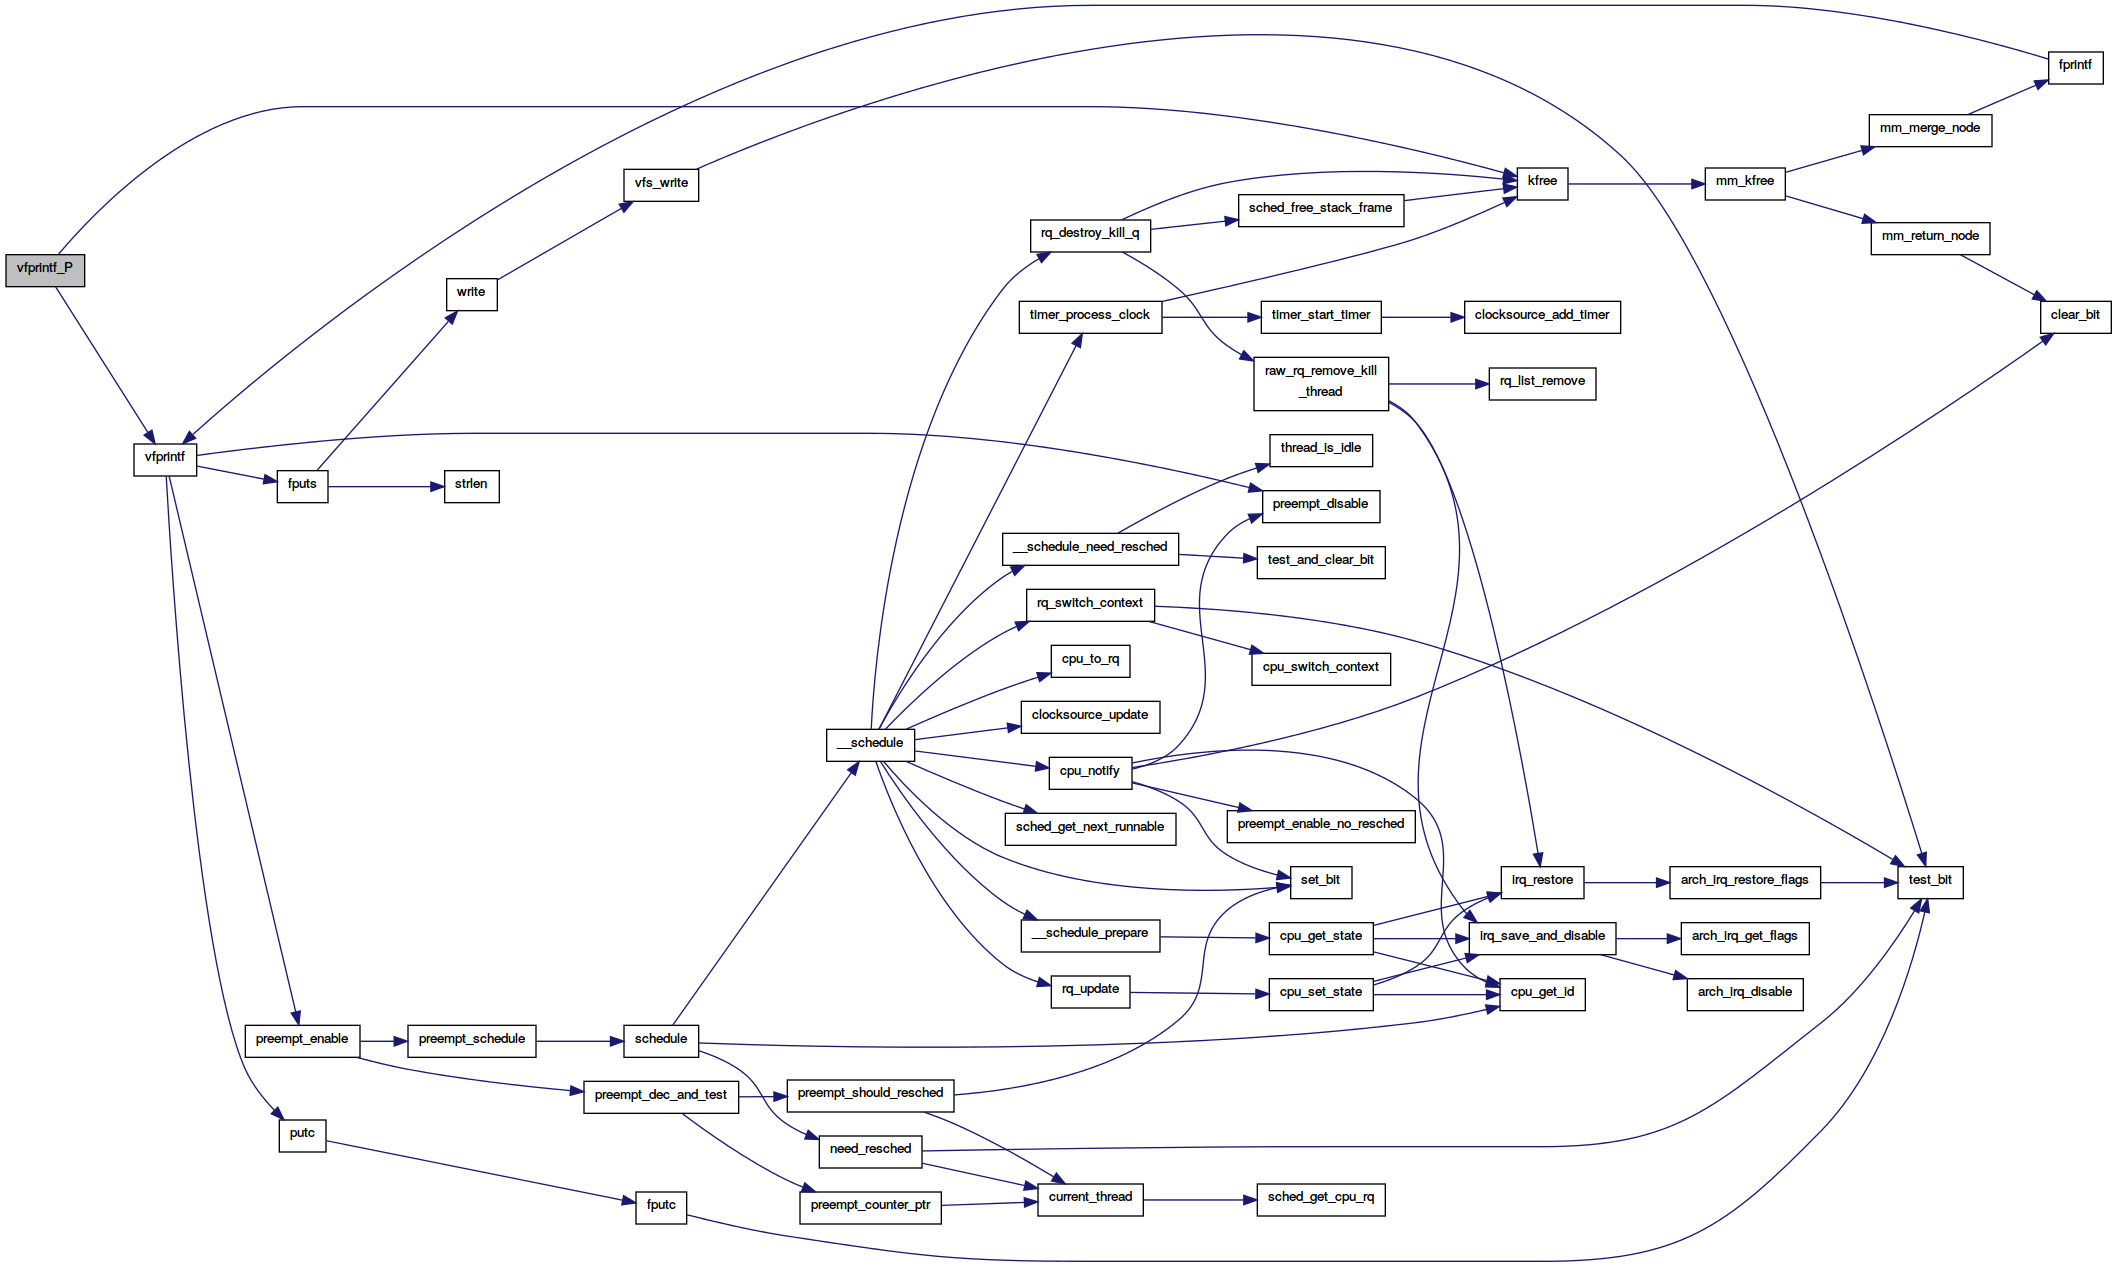 fprintf
mm_merge_node
vfs_write
kfree
mm_kfree
sched_free_stack_frame
rq_destroy_kill_q
mm_return_node
vfprintf_P
write
timer_process_clock
timer_start_timer
clocksource_add_timer
clear_bit
raw_rq_remove_kill
_thread
rq_list_remove
thread_is_idle
vfprintf
fputs
strlen
preempt_disable
__schedule_need_resched
test_and_clear_bit
rq_switch_context
cpu_to_rq
cpu_switch_context
clocksource_update
__schedule
cpu_notify
sched_get_next_runnable
preempt_enable_no_resched
set_bit
irq_restore
arch_irq_restore_flags
test_bit
__schedule_prepare
cpu_get_state
irq_save_and_disable
arch_irq_get_flags
rq_update
cpu_set_state
cpu_get_id
arch_irq_disable
preempt_enable
preempt_schedule
schedule
preempt_dec_and_test
preempt_should_resched
putc
need_resched
fputc
preempt_counter_ptr
current_thread
sched_get_cpu_rq